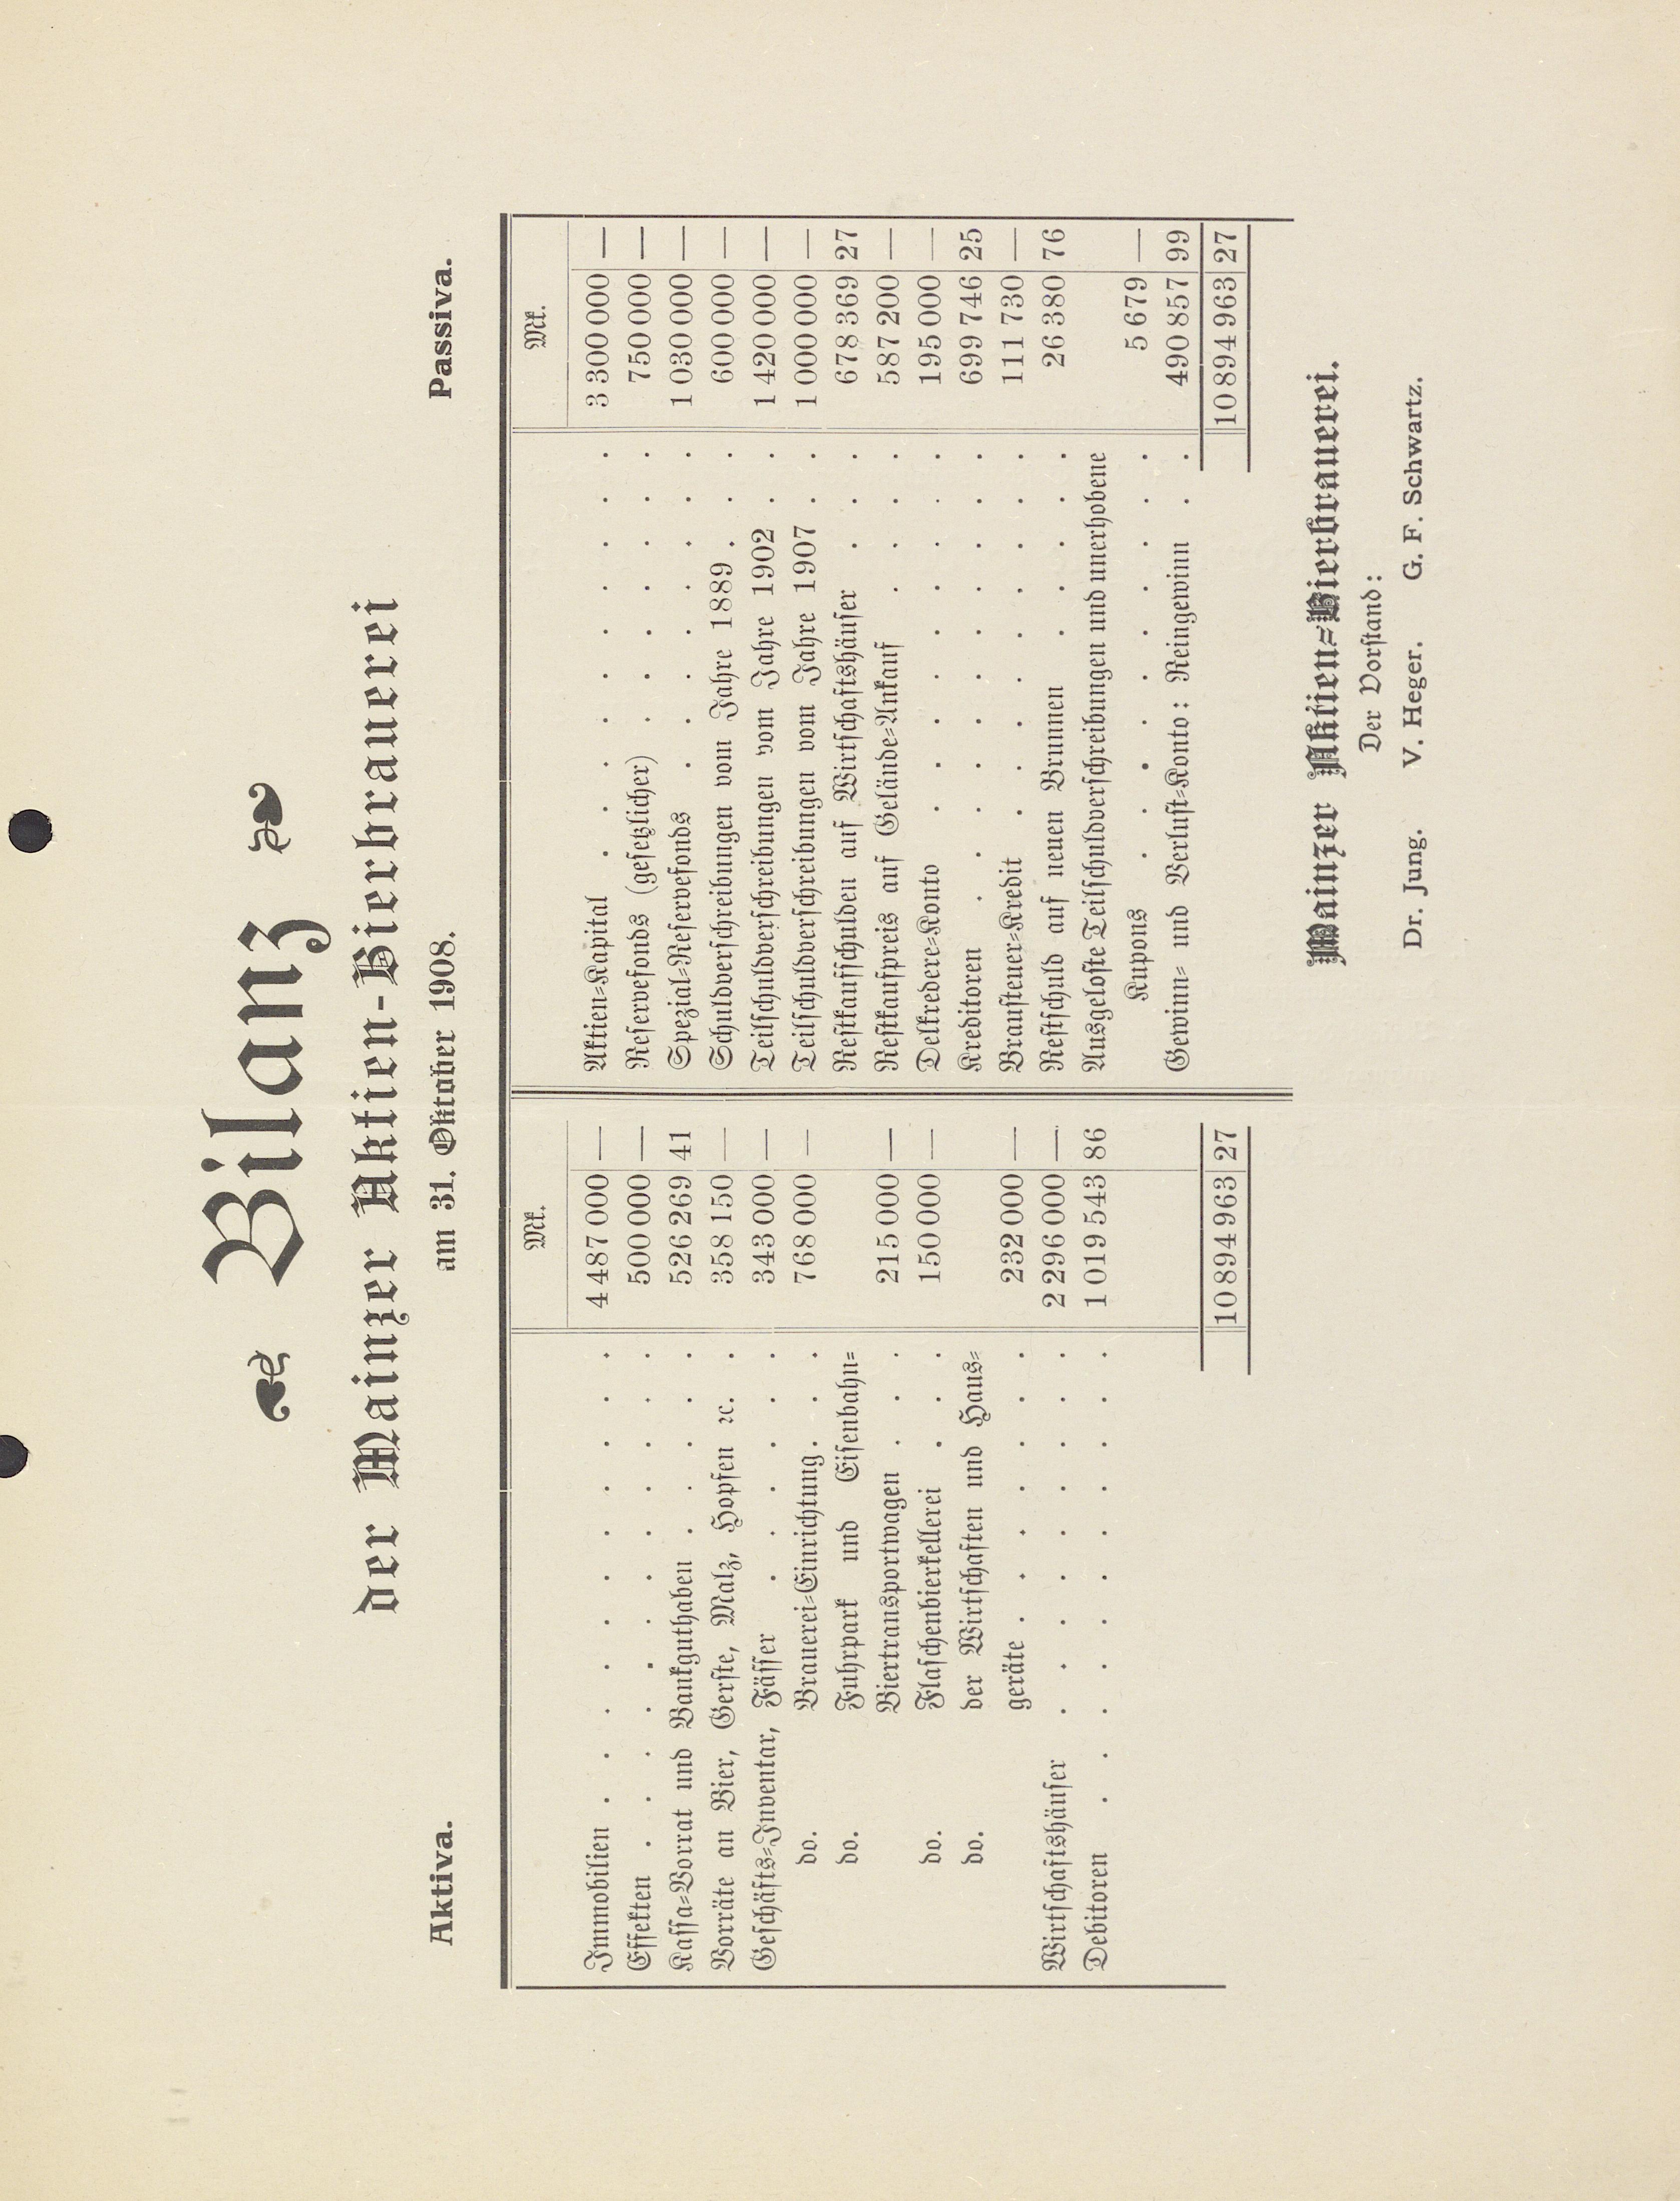 Bilanz
der Mainzer Aktien-Bierbrauerei
am 31. Oktober 1908.
Aktiva.
Mk.
Immobilien . . . . . . . . . . . 4 487 000 —
Effekten . . . . . . . . . . . . 500 000 —
Kassa-Vorrat und Bankguthaben . . . . . 526 269 41
Vorräte an Bier, Gerste, Malz, Hopfen ꝛc. . 358 150 —
Geschäfts-Inventar, Fässer . . . . . . 343 000 —
do. Brauerei-Einrichtung . . . 768 000 —
do. Fuhrpark und Eisenbahn-
Biertransportwagen . . . 215 000 —
do. Flaschenbierkellerei . . . 150 000 —
do. der Wirtschaften und Haus-
geräte . . . . . . . 232 000 —
Wirtschaftshäuser . . . . . . . . . 2 296 000 —
Debitoren . . . . . . . . . . . 1 019 543 86
10 894 963 27
Passiva.
Mk.
Aktien-Kapital . . . . . . . . . . 3 300 000 —
Reservefonds (gesetzlicher) . . . . . . . 750 000 —
Spezial-Reservefonds . . . . . . . . 1 030 000 —
Schuldverschreibungen vom Jahre 1889 . . . 600 000 —
Teilschuldverschreibungen vom Jahre 1902 . . 1 420 000 —
Teilschuldverschreibungen vom Jahre 1907 . . 1 000 000 —
Restkaufschulden auf Wirtschaftshäuser . . . 678 369 27
Restkaufpreis auf Gelände-Ankauf . . . . 587 200 —
Delkredere-Konto . . . . . . . . . 195 000 —
Kreditoren . . . . . . . . . . . 699 746 25
Brausteuer-Kredit . . . . . . . . . 111 730 —
Restschuld auf neuen Brunnen . . . . . . 26 380 76
Ausgeloste Teilschuldverschreibungen und unerhobene
Kupons . . . . . . . . . . 5 679 —
Gewinn- und Verlust-Konto: Reingewinn . . 490 857 99
10 894 963 27
Mainzer Aktien-Bierbrauerei.
Der Vorstand:
Dr. Jung. V. Heger. G. F. Schwartz.